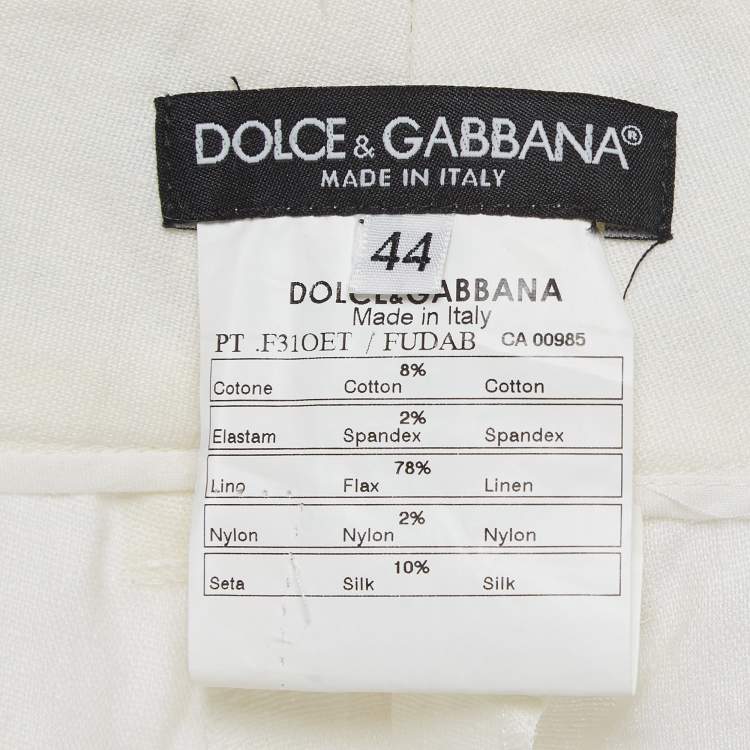 DOLCE & GABBANA®
MADE IN ITALY
44
DOLCE&GABBANA
Made in Italy
PT .F31OET / FUDAB CA 00985
8%
Cotone Cotton Cotton
2%
Elastam Spandex Spandex
78%
Lino Flax Linen
2%
Nylon Nylon Nylon
10%
Seta Silk Silk